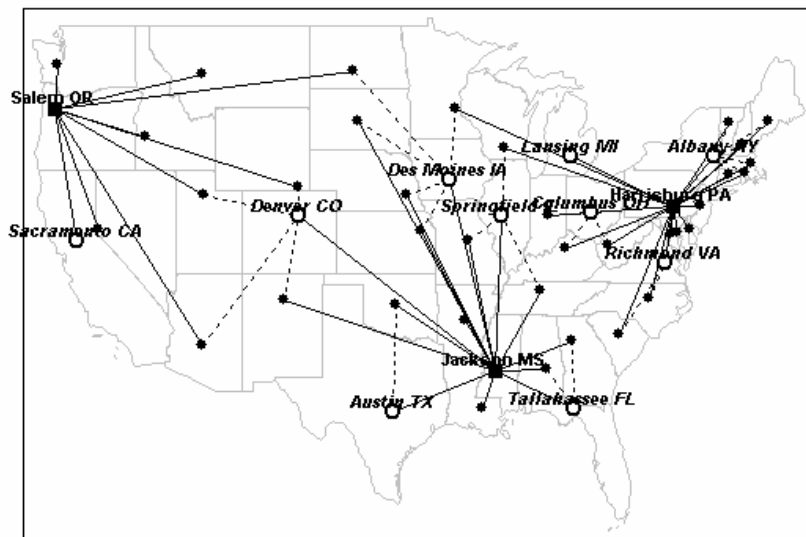 Salem OR
Lansing MI
Albany NY
Des Moines IA
Harrisburg PA
Denver CO
Springfield
Columbus OH
Sacramento CA
Richmond VA
Jackson MS
Austin TX
Tallahassee FL